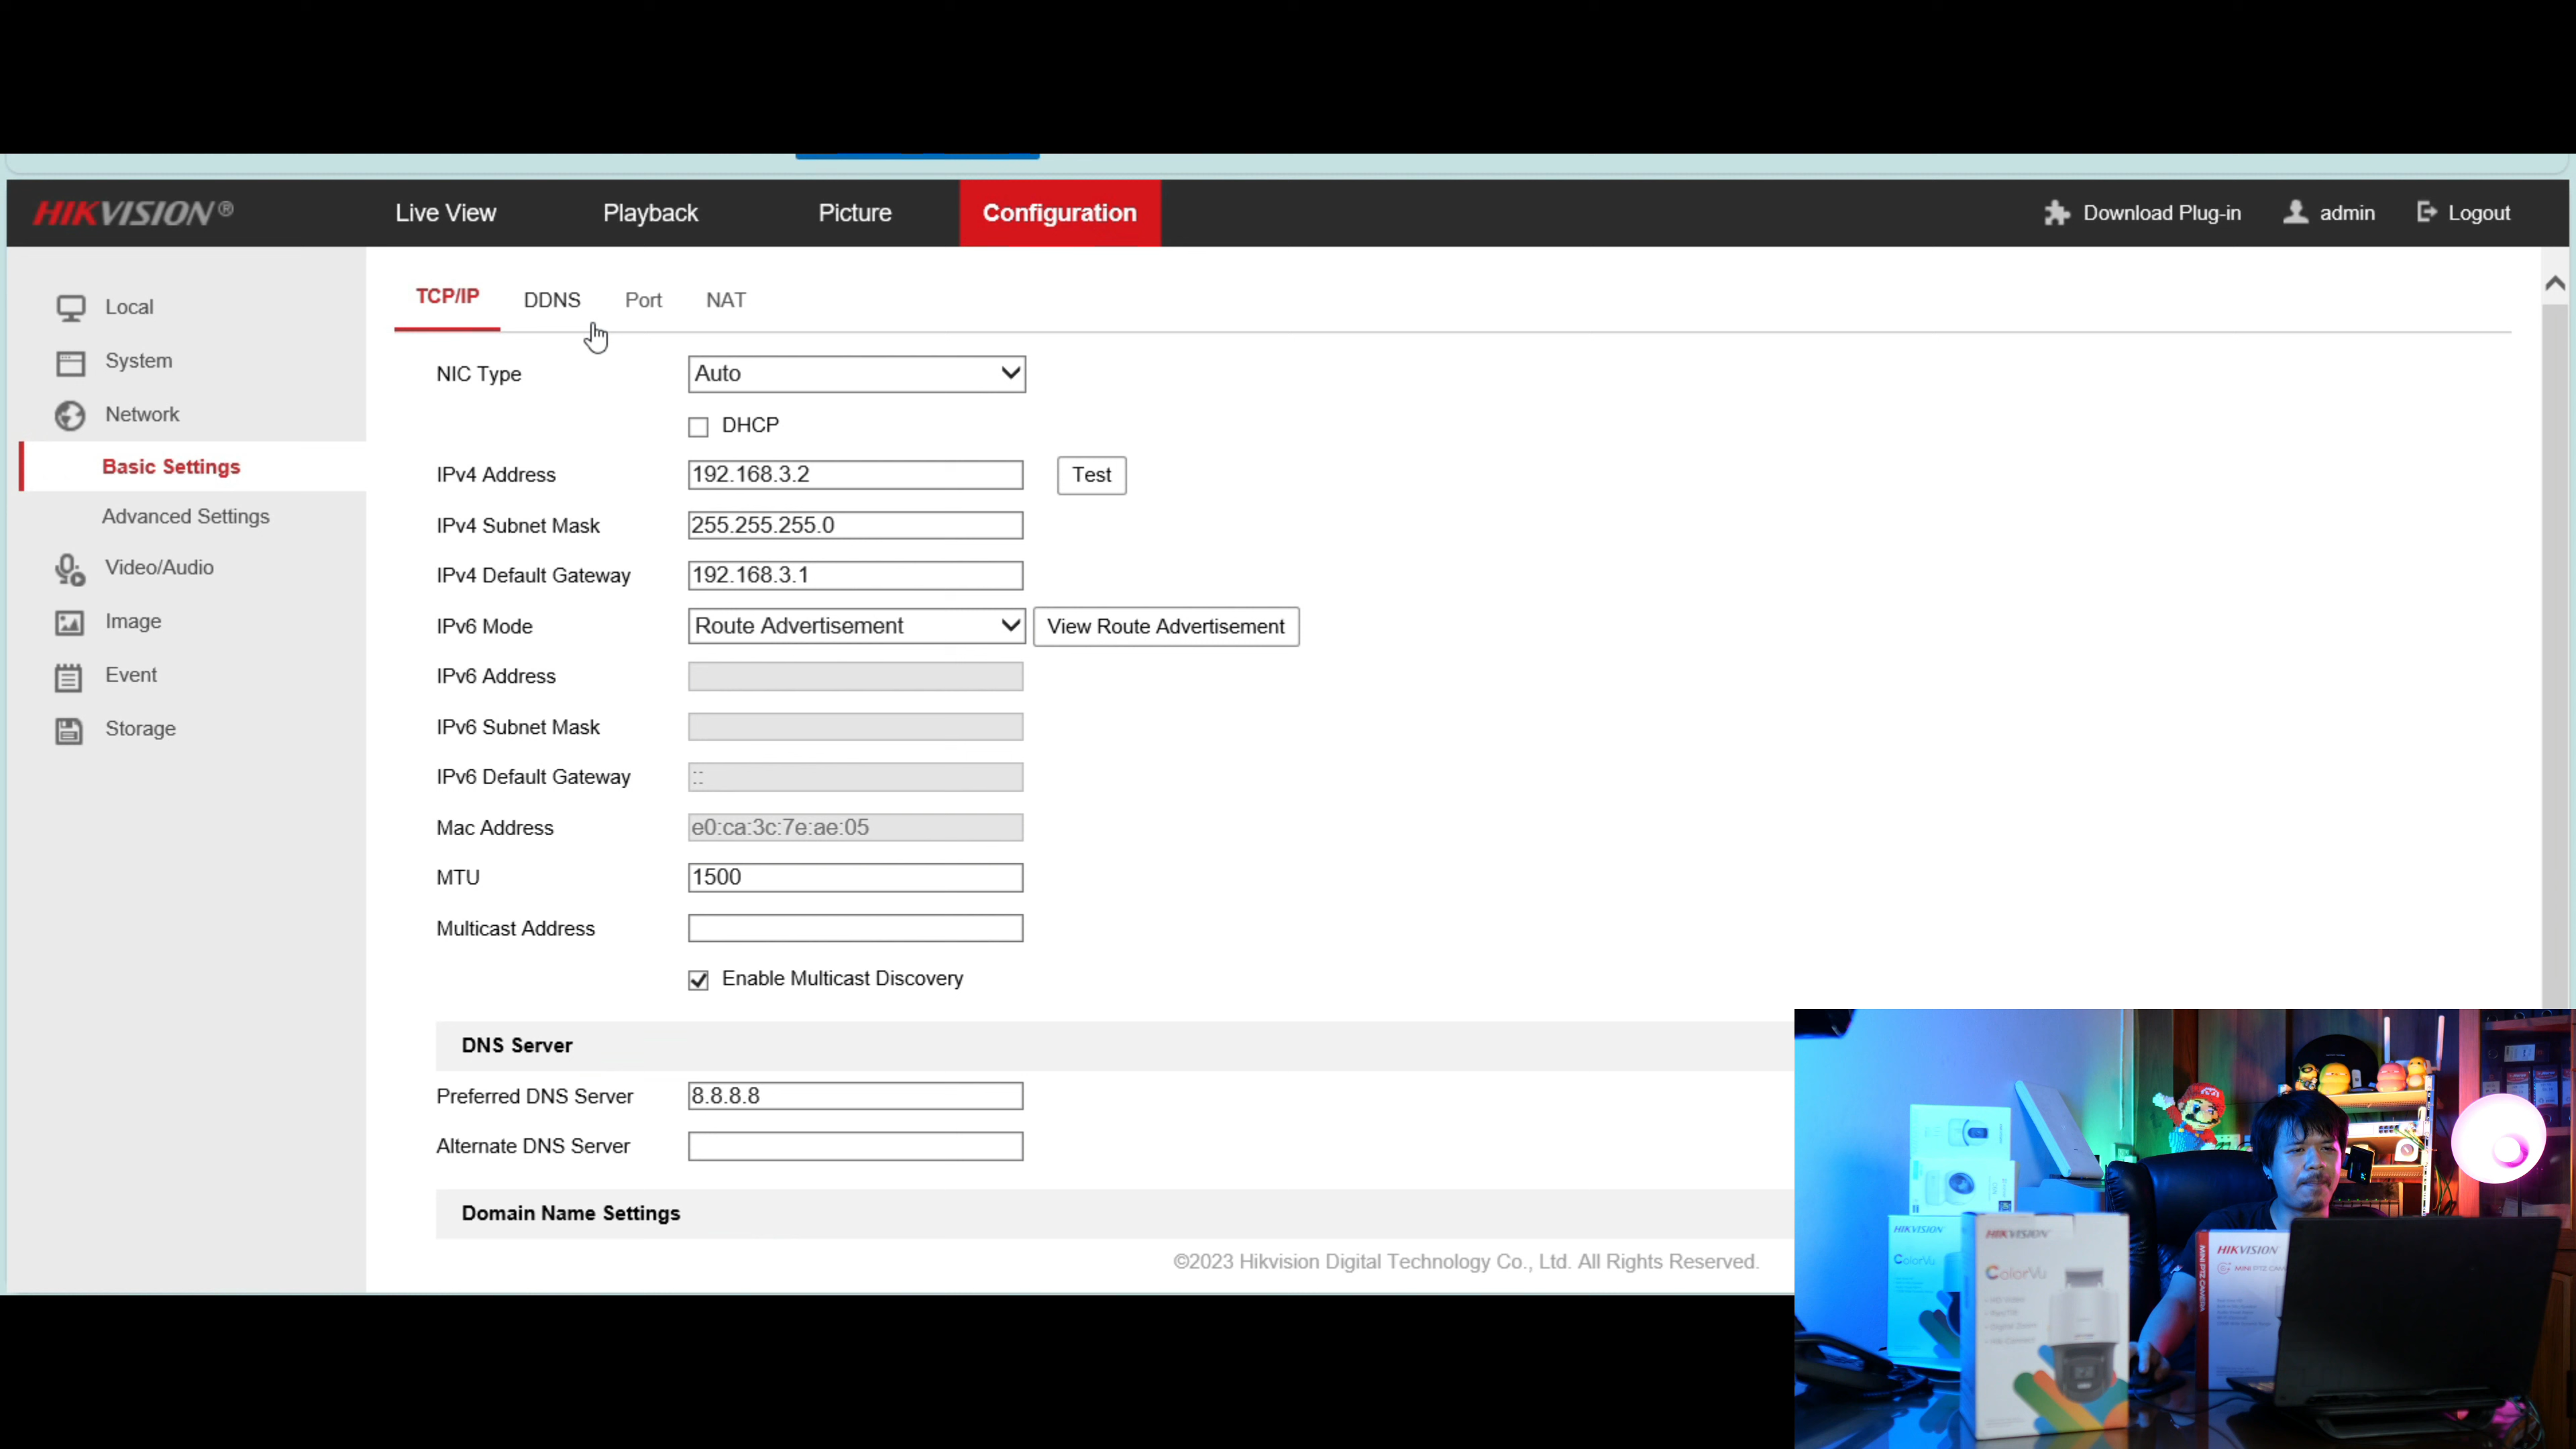 HIKVISION®
Live View
Playback
Picture
Configuration
Download Plug-in
admin
Logout
Local
System
Network
Basic Settings
Advanced Settings
Video/Audio
Image
Event
Storage
TCP/IP
DDNS
Port
NAT
NIC Type
Auto
DHCP
IPv4 Address
192.168.3.2
Test
IPv4 Subnet Mask
255.255.255.0
IPv4 Default Gateway
192.168.3.1
IPv6 Mode
Route Advertisement
View Route Advertisement
IPv6 Address
IPv6 Subnet Mask
IPv6 Default Gateway
::
Mac Address
e0:ca:3c:7e:ae:05
MTU
1500
Multicast Address
Enable Multicast Discovery
DNS Server
Preferred DNS Server
8.8.8.8
Alternate DNS Server
Domain Name Settings
©2023 Hikvision Digital Technology Co., Ltd. All Rights Reserved.
HIKVISION
ColorVu
HIKVISION
ColorVu
HIKVISION
MINI PTZ
MINI PTZ CAMERA